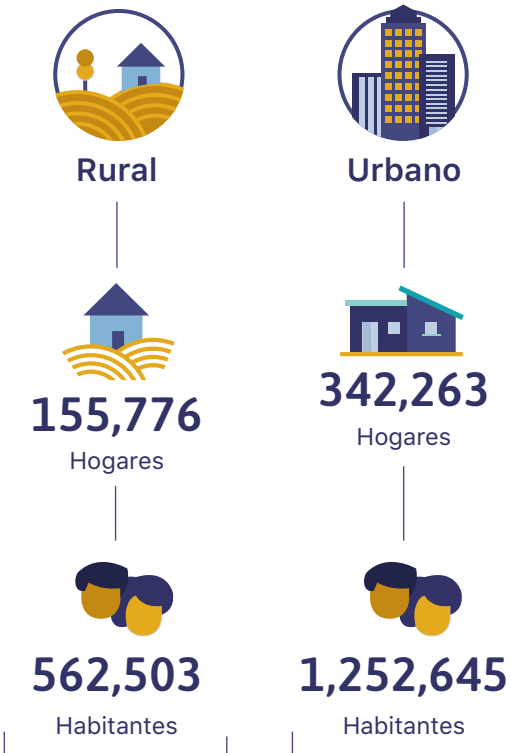 Rural
155,776
Hogares
562,503
Habitantes
Urbano
342,263
Hogares
1,252,645
Habitantes